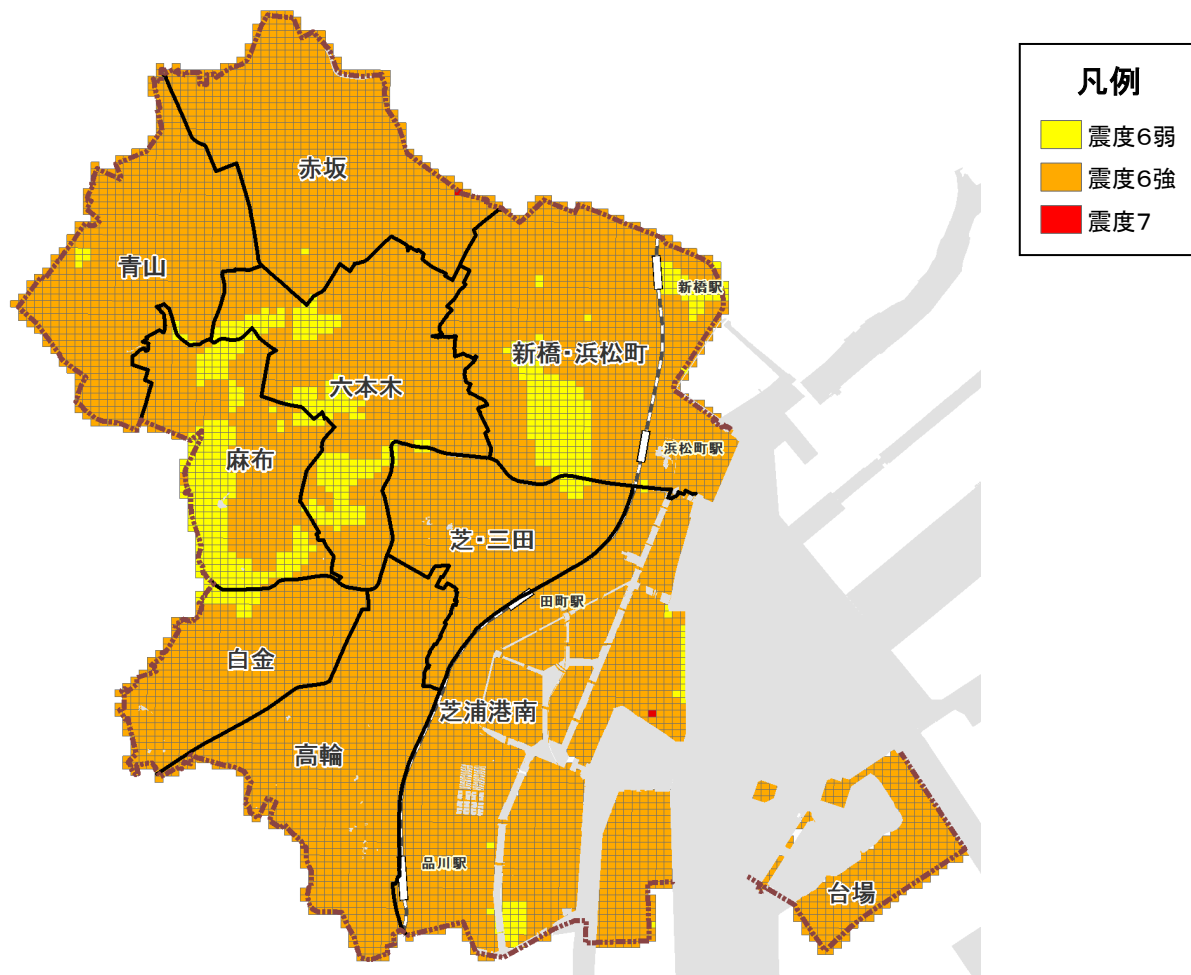 凡例
震度6弱
震度6強
震度7
赤坂
青山
新橋駅
新橋・浜松町
六本木
浜松町駅
麻布
芝・三田
田町駅
白金
芝浦港南
高輪
品川駅
台場